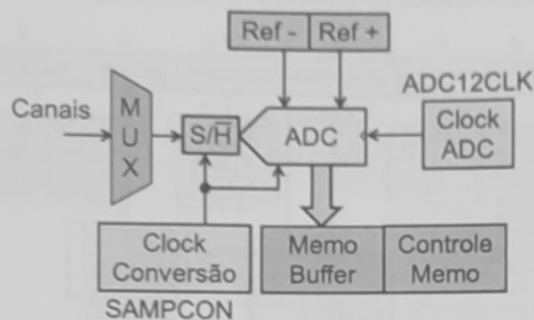 Ref - Ref +
ADC12CLK
Canais
M
U
X
S/H̅
ADC
Clock
ADC
Clock
Conversão
Memo
Buffer
Controle
Memo
SAMPCON